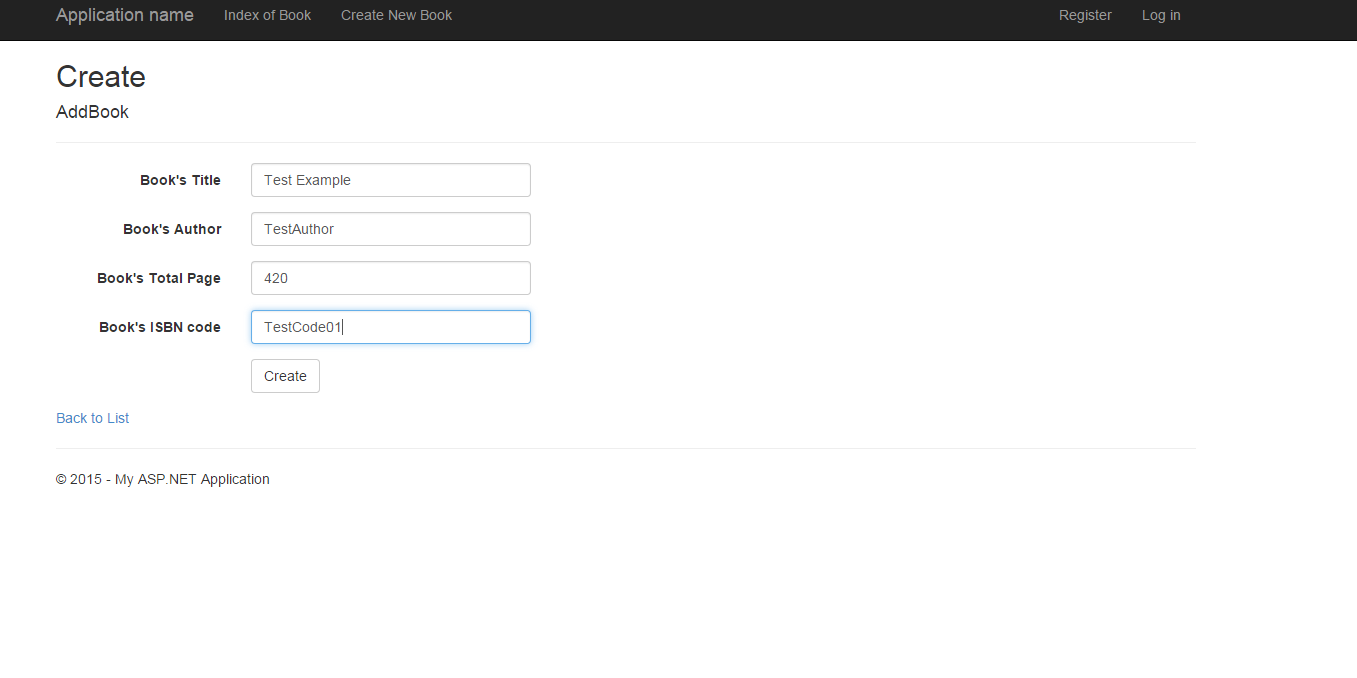 Application name Index of Book Create New Book Register Log in
Create
AddBook
Book's Title Test Example
Book's Author TestAuthor
Book's Total Page 420
Book's ISBN code TestCode01
Create
Back to List
© 2015 - My ASP.NET Application